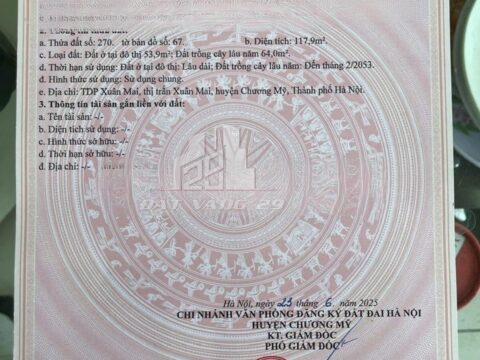 2. Thông tin thửa đất:
a. Thửa đất số: 270. tờ bản đồ số: 67. b. Diện tích: 117,9m².
c. Loại đất: Đất ở tại đô thị 53,9m²; Đất trồng cây lâu năm 64,0m².
d. Thời hạn sử dụng: Đất ở tại đô thị: Lâu dài; Đất trồng cây lâu năm: Đến tháng 2/2053.
đ. Hình thức sử dụng: Sử dụng chung.
e. Địa chỉ: TDP Xuân Mai, thị trấn Xuân Mai, huyện Chương Mỹ, Thành phố Hà Nội.
3. Thông tin tài sản gắn liền với đất:
a. Tên tài sản: -/-
b. Diện tích sử dụng: -/-
c. Hình thức sở hữu: -/-
d. Thời hạn sở hữu: -/-
đ. Địa chỉ: -/-
29
ĐẤT VÀNG 29
Hà Nội, ngày 23 tháng 6 năm 2025
CHI NHÁNH VĂN PHÒNG ĐĂNG KÝ ĐẤT ĐAI HÀ NỘI
HUYỆN CHƯƠNG MỸ
KT. GIÁM ĐỐC
PHÓ GIÁM ĐỐC